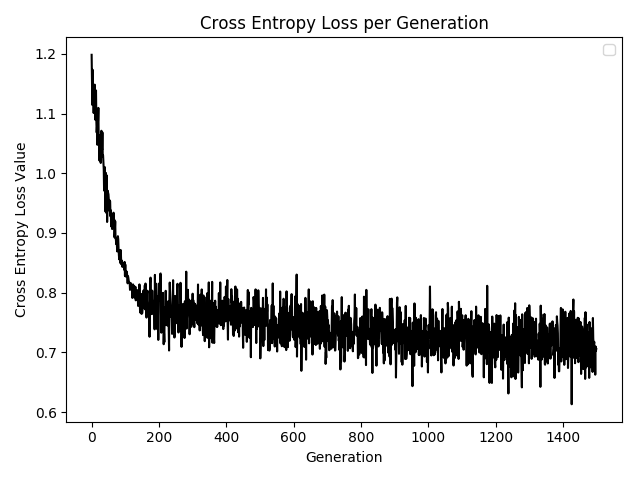 Cross Entropy Loss per Generation
1.2
1.1
1.0
0.9
0.8
0.7
0.6
Cross Entropy Loss Value
0 200 400 600 800 1000 1200 1400
Generation